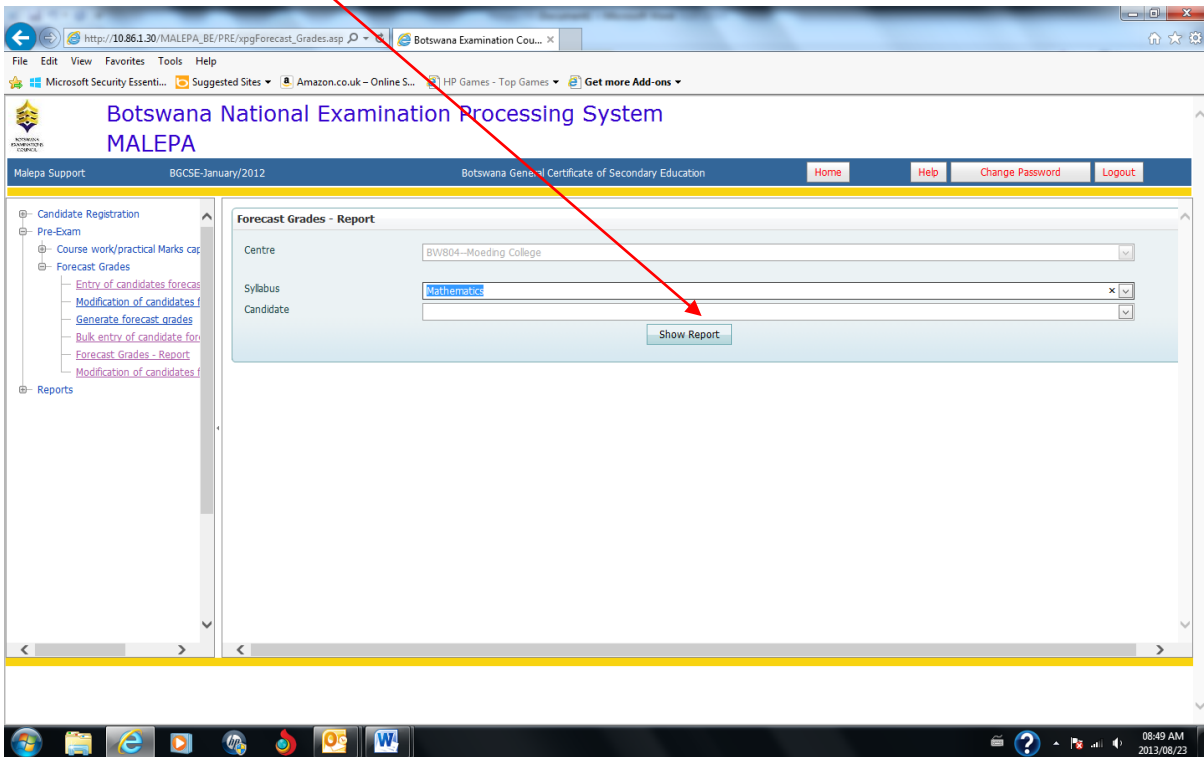 http://10.86.1.30/MALEPA_BE/PRE/xpgForecast_Grades.asp
Botswana Examination Cou...
File Edit View Favorites Tools Help
Microsoft Security Essenti... Suggested Sites Amazon.co.uk – Online S... HP Games - Top Games Get more Add-ons
Botswana National Examination Processing System
MALEPA
BOTSWANA
EXAMINATIONS
COUNCIL
Malepa Support BGCSE-January/2012 Botswana General Certificate of Secondary Education Home Help Change Password Logout
Candidate Registration
Pre-Exam
Course work/practical Marks cap
Forecast Grades
Entry of candidates forecas
Modification of candidates f
Generate forecast grades
Bulk entry of candidate fore
Forecast Grades - Report
Modification of candidates f
Reports
Forecast Grades - Report
Centre BW804--Moeding College
Syllabus Mathematics
Candidate
Show Report
08:49 AM
2013/08/23